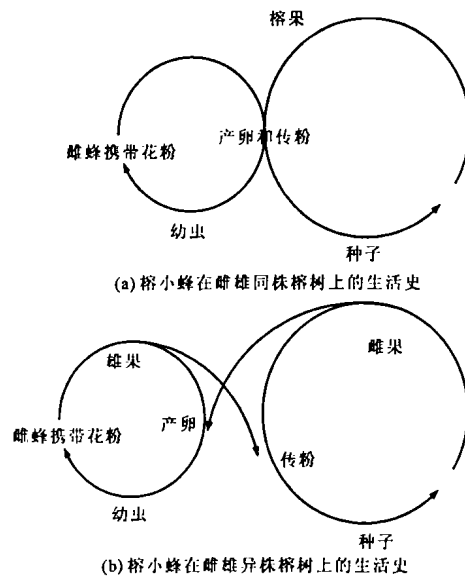 榕果
产卵和传粉
雌蜂携带花粉
幼虫
种子
(a)榕小蜂在雌雄同株榕树上的生活史
雄果
雌果
产卵
雌蜂携带花粉
传粉
幼虫
种子
(b)榕小蜂在雌雄异株榕树上的生活史